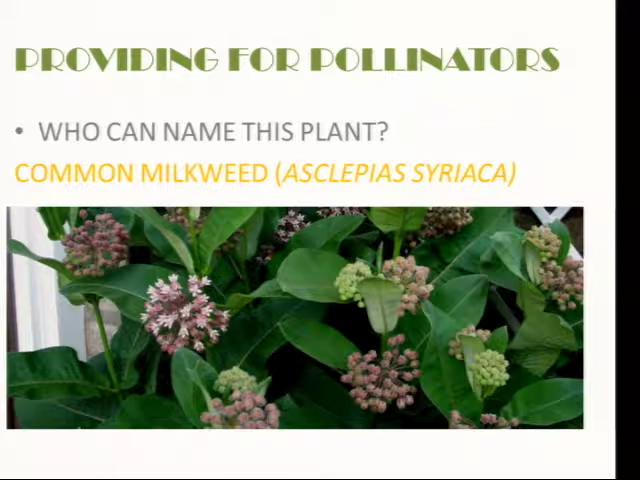 PROVIDING FOR POLLINATORS
• WHO CAN NAME THIS PLANT?
COMMON MILKWEED (ASCLEPIAS SYRIACA)